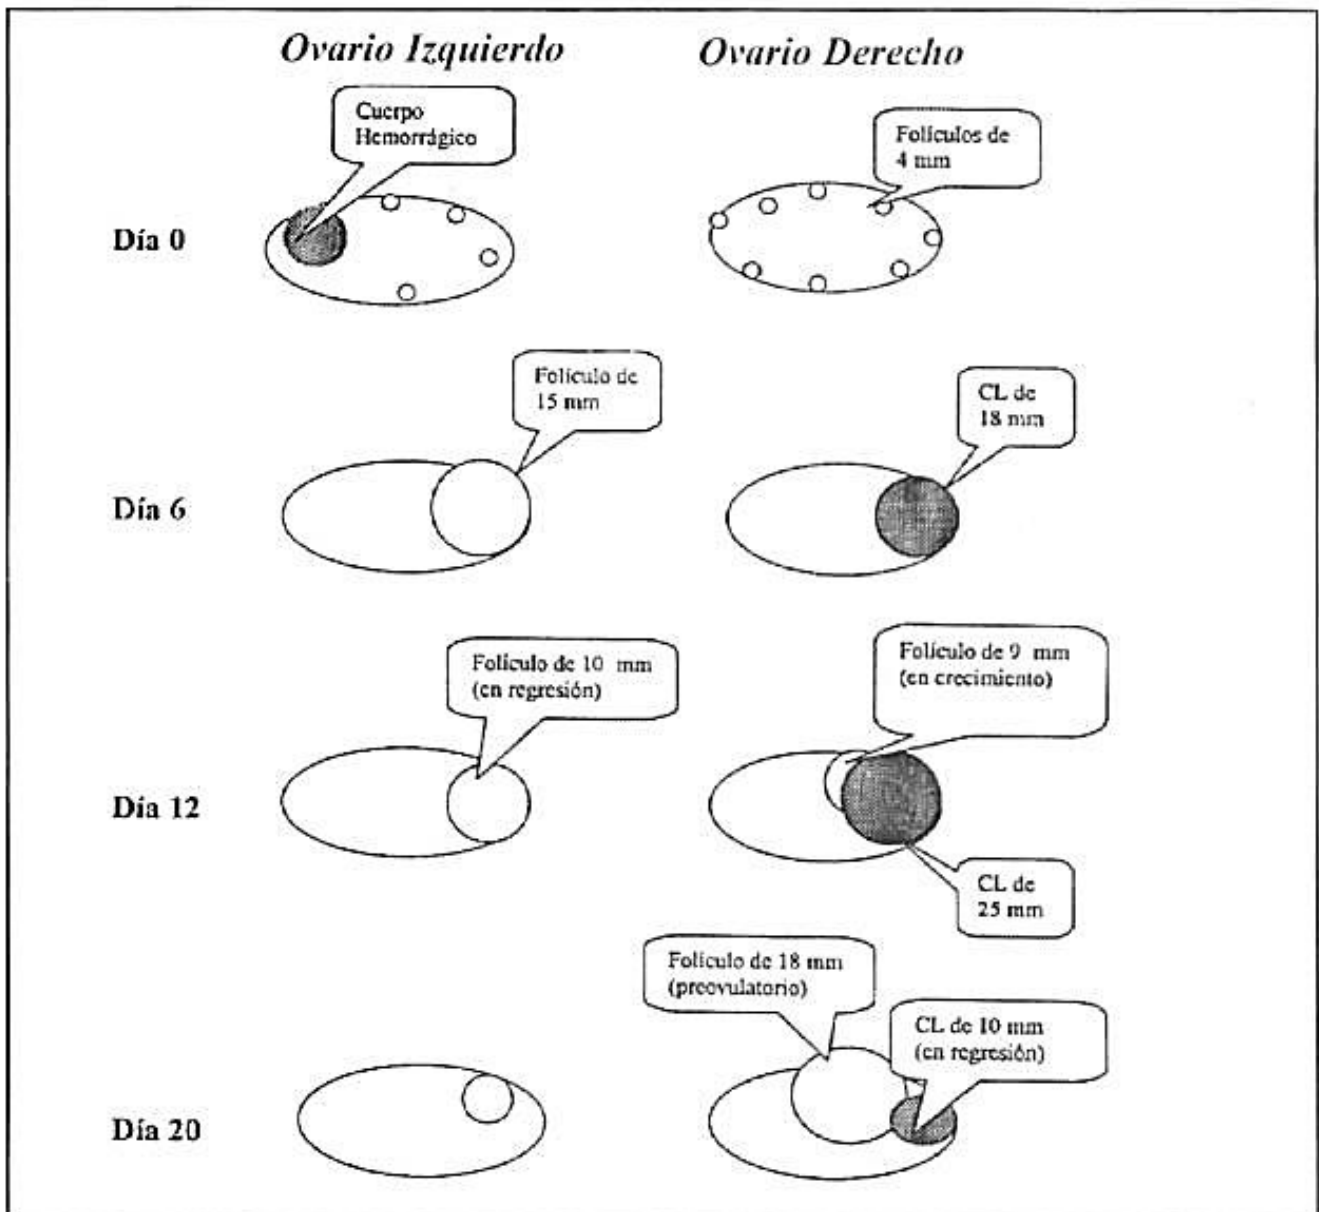 Ovario Izquierdo
Ovario Derecho
Cuerpo
Hemorrágico
Folículos de
4 mm
Día 0
Folículo de
15 mm
CL de
18 mm
Día 6
Folículo de 10 mm
(en regresión)
Folículo de 9 mm
(en crecimiento)
Día 12
CL de
25 mm
Folículo de 18 mm
(preovulatorio)
CL de 10 mm
(en regresión)
Día 20